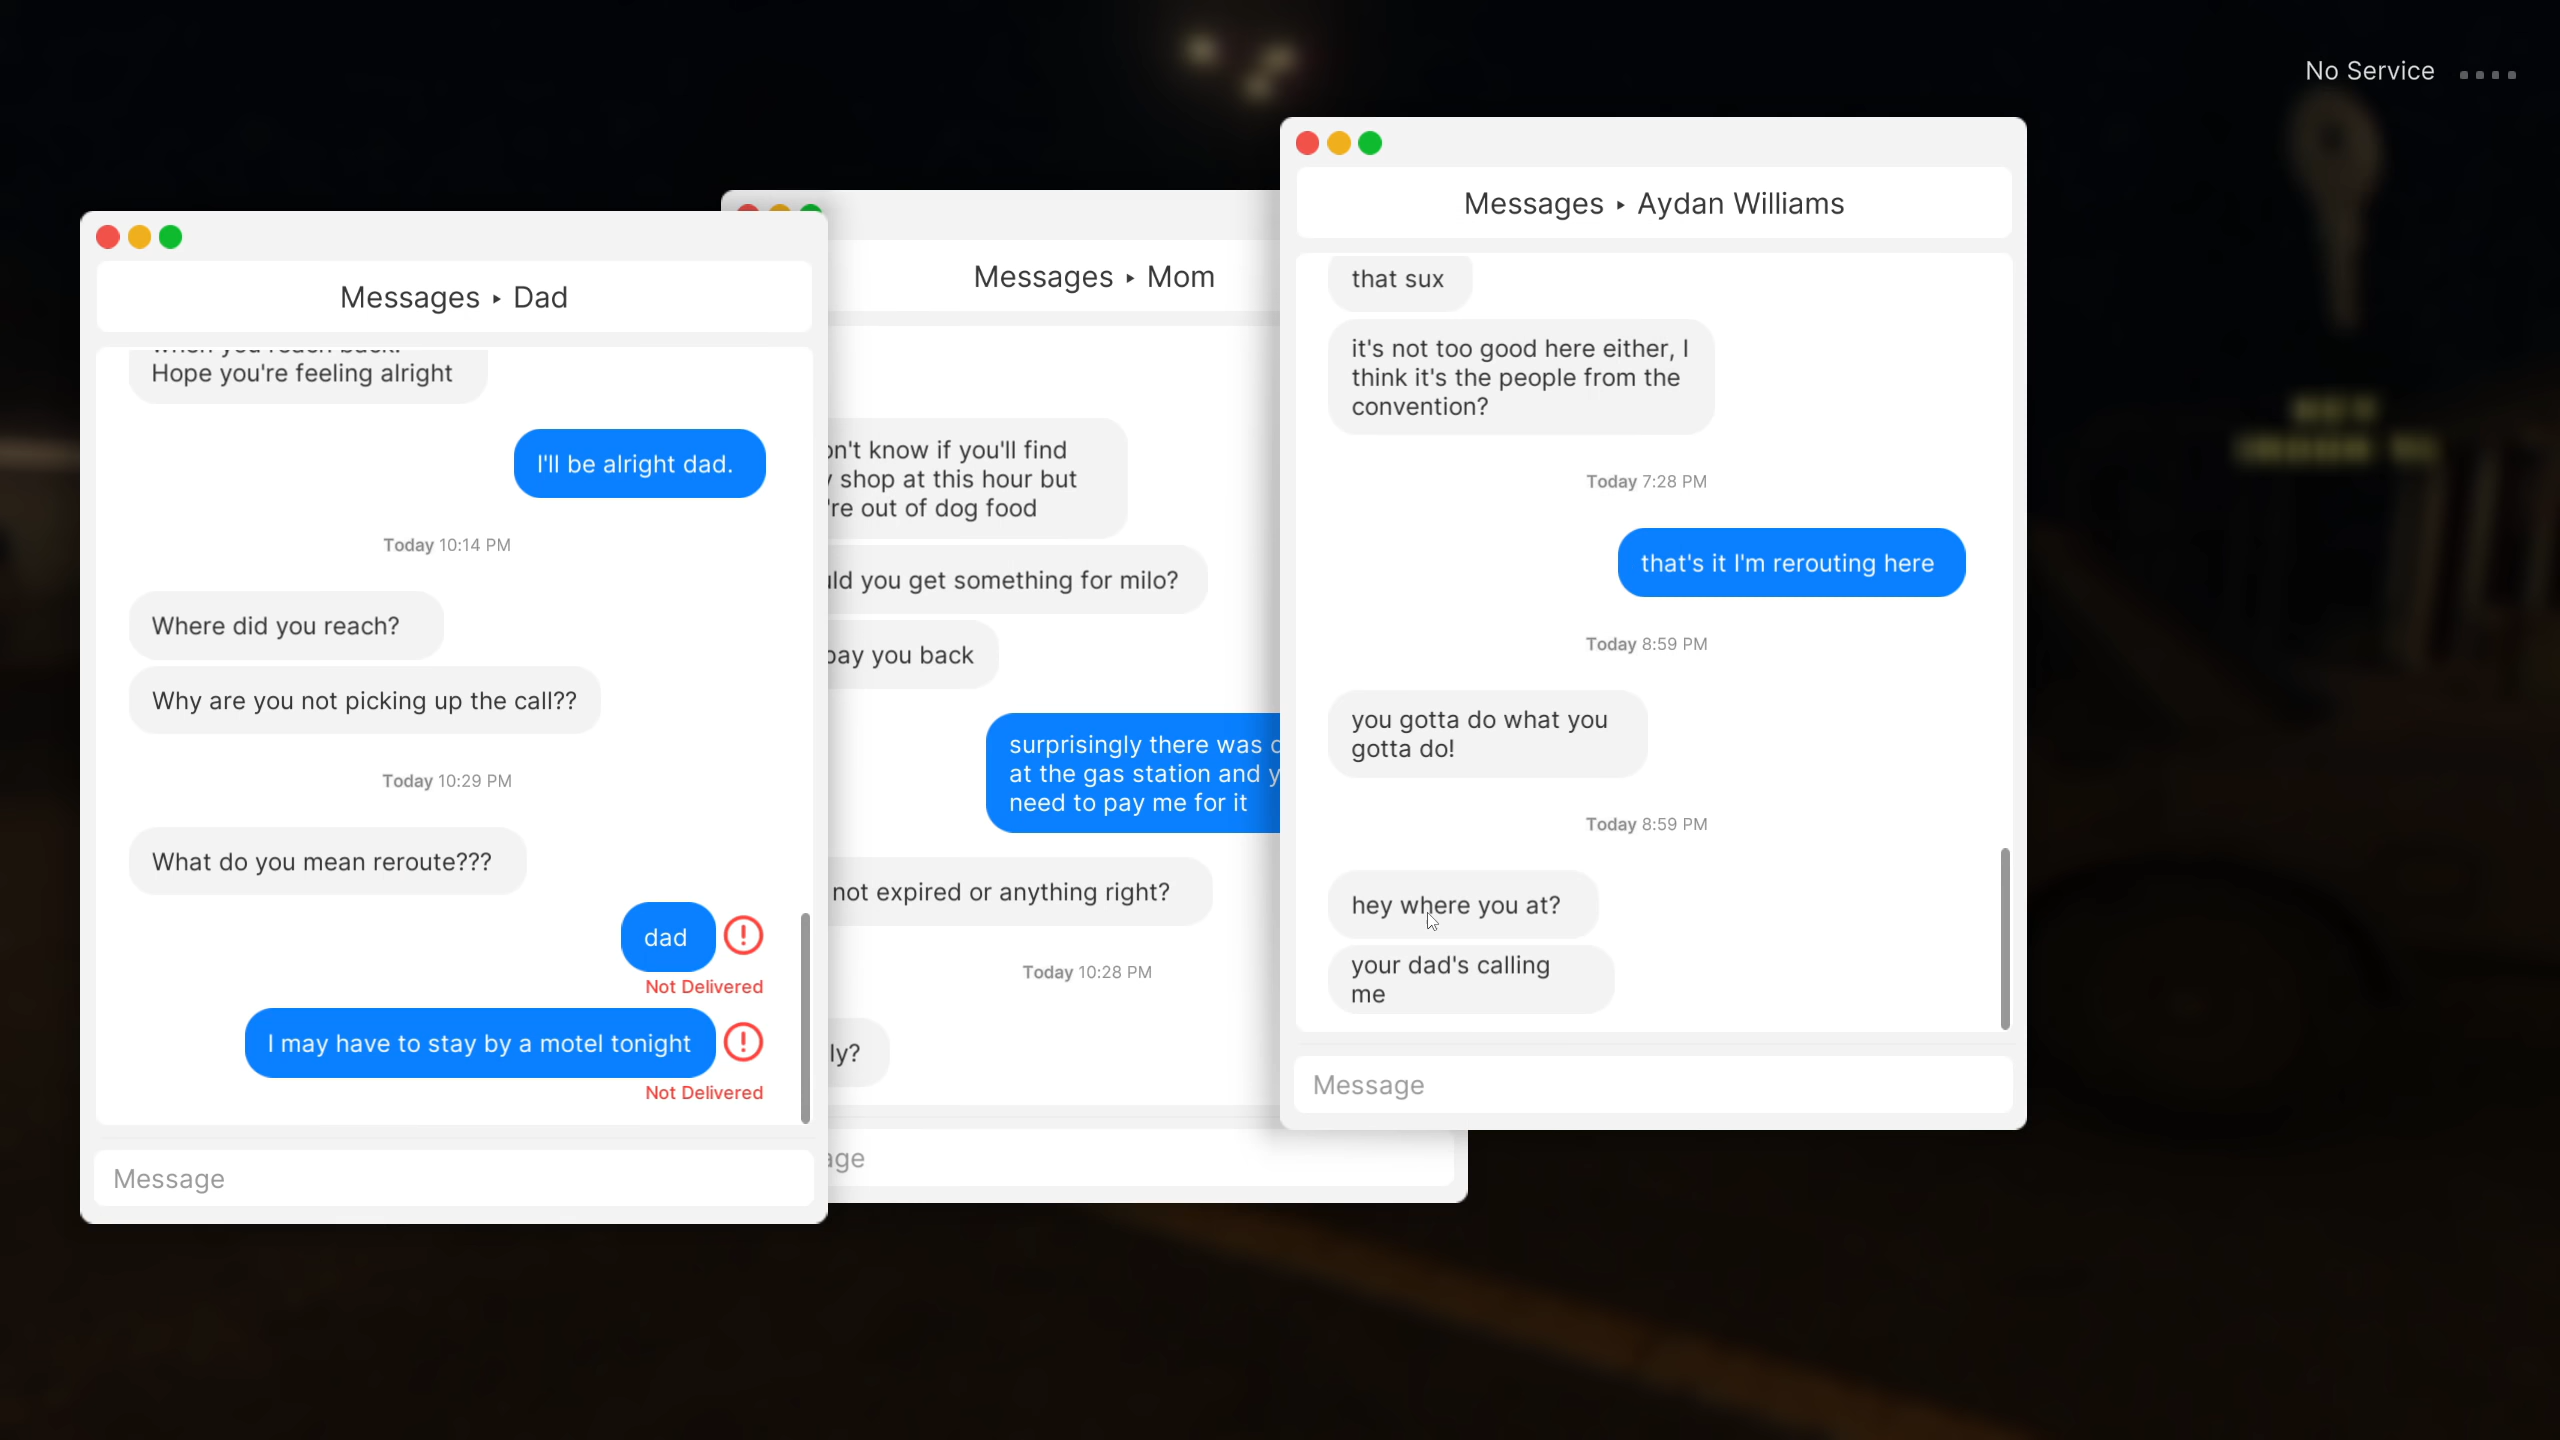 No Service
Messages ▸ Dad
Hope you're feeling alright
I'll be alright dad.
Today 10:14 PM
Where did you reach?
Why are you not picking up the call??
Today 10:29 PM
What do you mean reroute???
dad
Not Delivered
I may have to stay by a motel tonight
Not Delivered
Message
Messages ▸ Mom
know if you'll find
shop at this hour but
out of dog food
you get something for milo?
pay you back
surprisingly there was
at the gas station and
need to pay me for it
not expired or anything right?
Today 10:28 PM
Messages ▸ Aydan Williams
that sux
it's not too good here either, I
think it's the people from the
convention?
Today 7:28 PM
that's it I'm rerouting here
Today 8:59 PM
you gotta do what you
gotta do!
Today 8:59 PM
hey where you at?
your dad's calling
me
Message